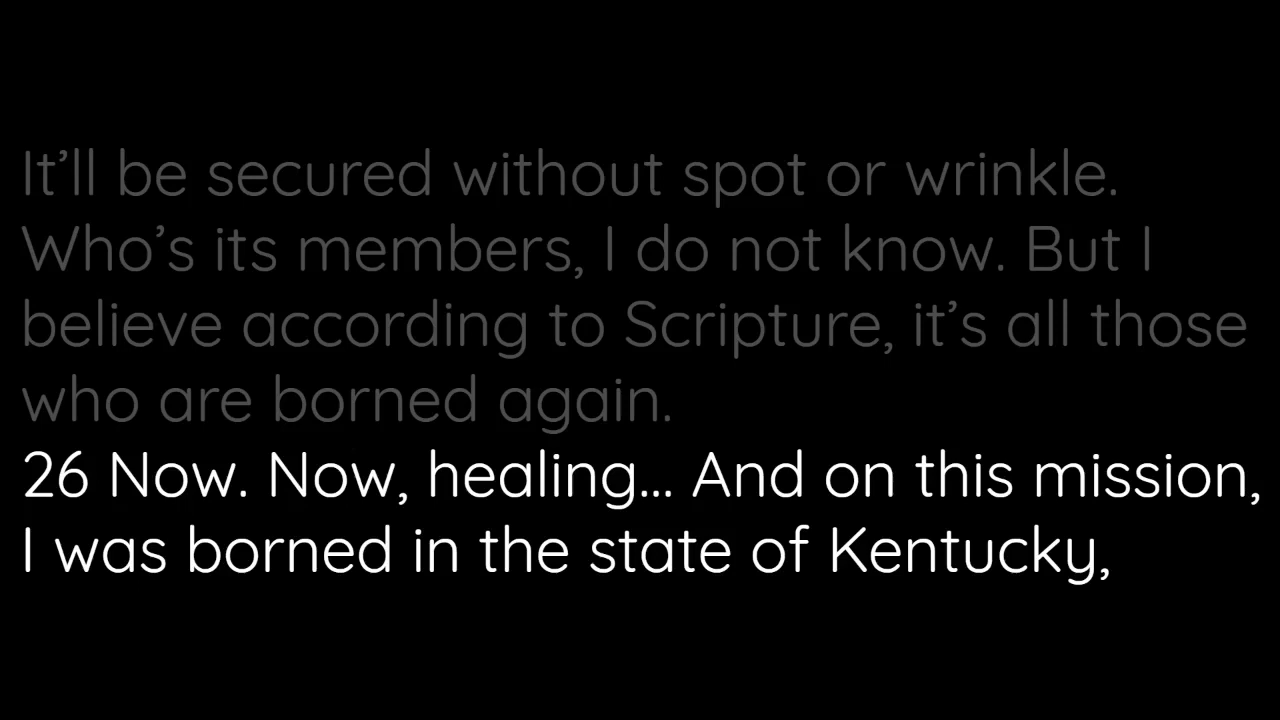 It’ll be secured without spot or wrinkle.
Who’s its members, I do not know. But I
believe according to Scripture, it’s all those
who are borned again.
26 Now. Now, healing... And on this mission,
I was borned in the state of Kentucky,